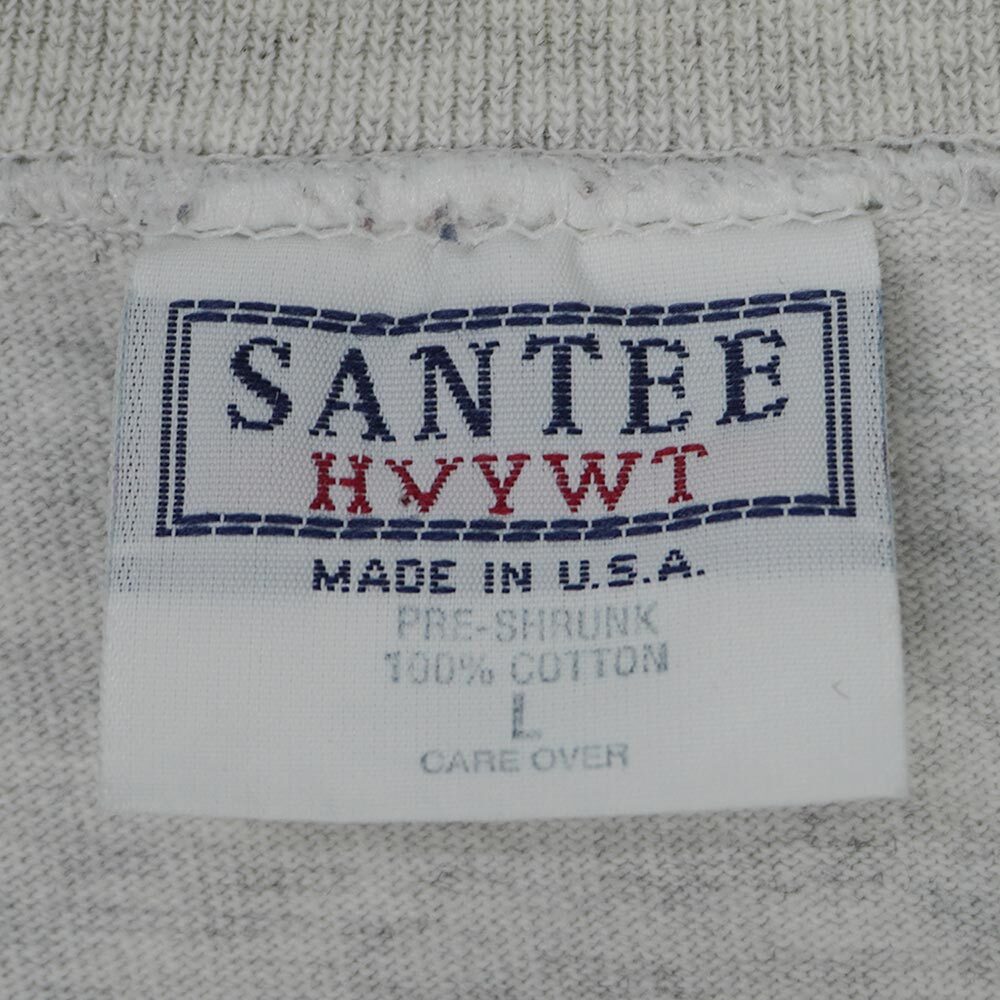 SANTEE
HVYWT
MADE IN U.S.A.
PRE-SHRUNK
100% COTTON
L
CARE OVER